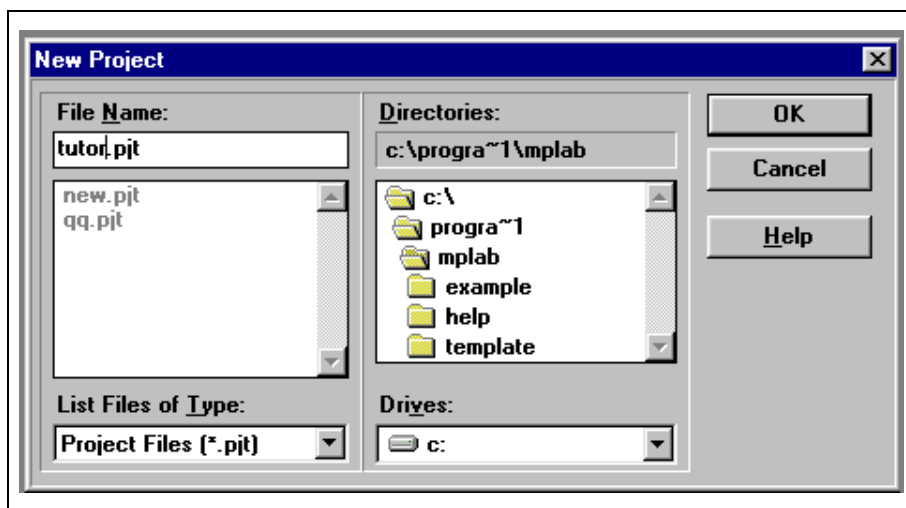 New Project
File Name:
tutor.pjt
new.pjt
qq.pjt
List Files of Type:
Project Files (*.pjt)
Directories:
c:\progra~1\mplab
c:\
progra~1
mplab
example
help
template
Drives:
c:
OK
Cancel
Help